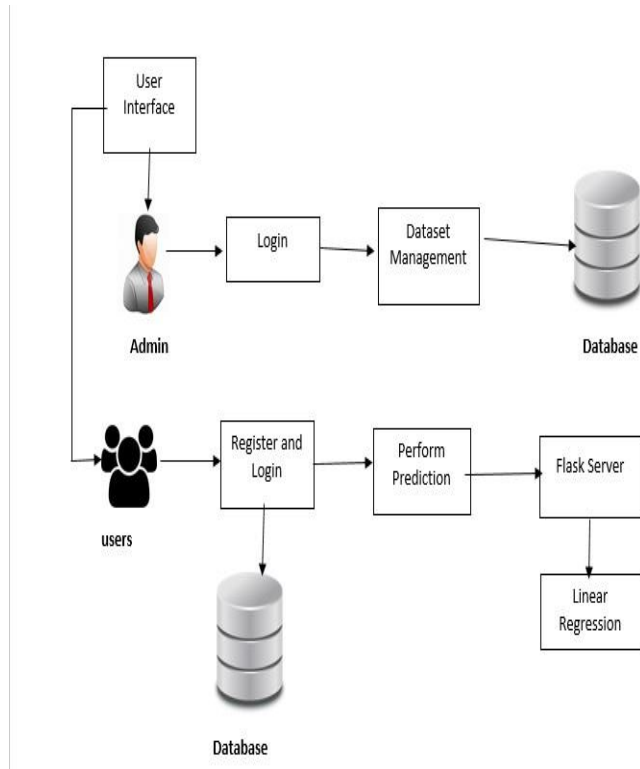 User
Interface
Login
Dataset
Management
Admin
Database
Register and
Login
Perform
Prediction
Flask Server
users
Linear
Regression
Database